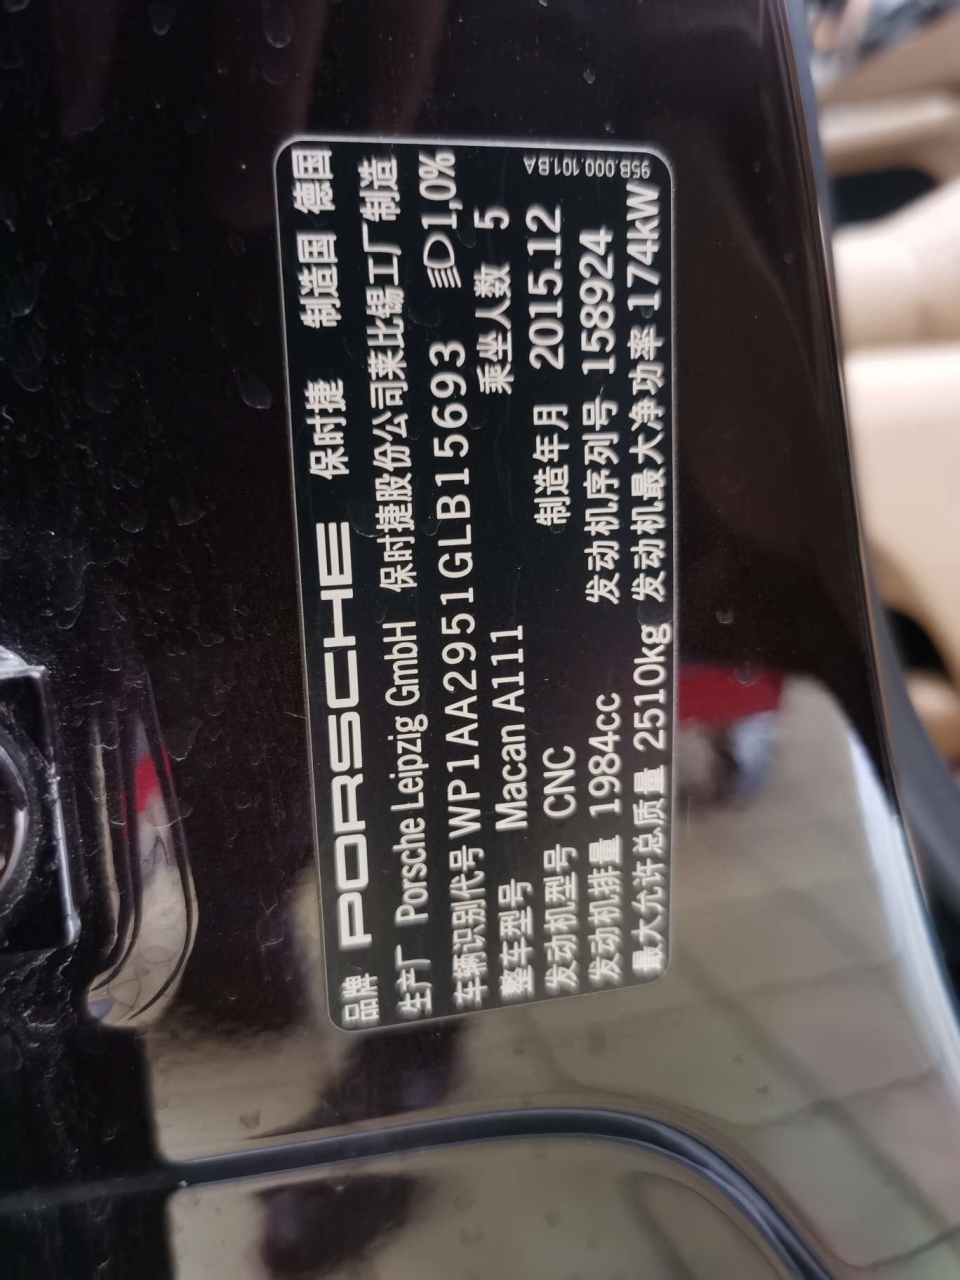 品牌 PORSCHE 保时捷 制造国 德国
生产厂 Porsche Leipzig GmbH 保时捷股份公司莱比锡工厂制造
车辆识别代号 WP1AA2951GLB15693 1,0%
整车型号 Macan A111 乘坐人数 5
发动机型号 CNC 制造年月 2015.12
发动机排量 1984cc 发动机序列号 158924
最大允许总质量 2510kg 发动机最大净功率 174kW
95B.000.101.BA